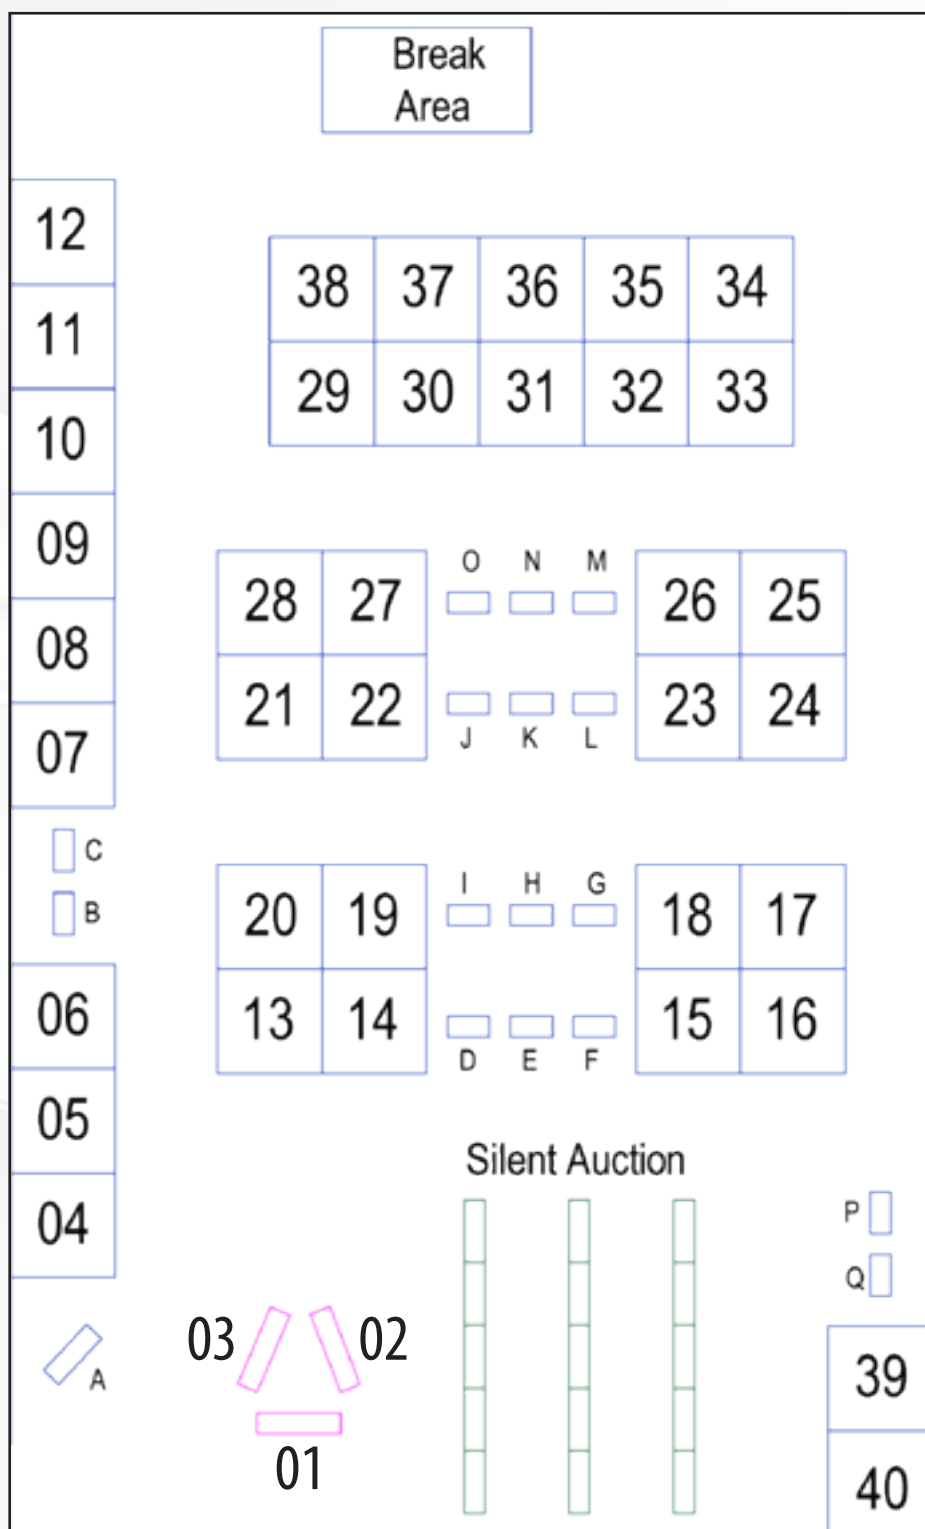 Break
Area
12
11
10
09
08
07
C
B
06
05
04
A
38 37 36 35 34
29 30 31 32 33
28 27 O N M 26 25
21 22 J K L 23 24
20 19 I H G 18 17
13 14 D E F 15 16
Silent Auction
P
Q
03 02
01
39
40